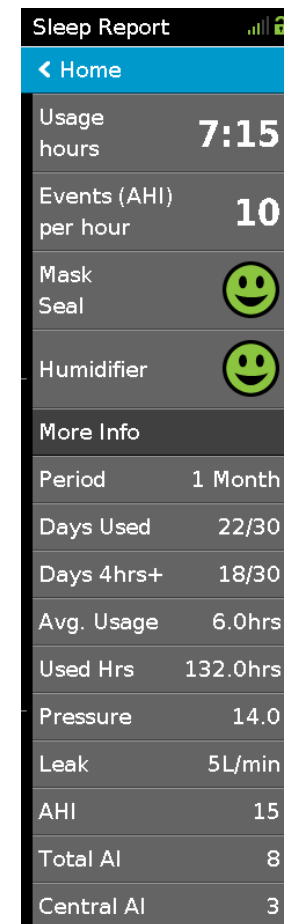 Sleep Report
Home
Usage
hours
7:15
Events (AHI)
per hour
10
Mask
Seal
Humidifier
More Info
Period 1 Month
Days Used 22/30
Days 4hrs+ 18/30
Avg. Usage 6.0hrs
Used Hrs 132.0hrs
Pressure 14.0
Leak 5L/min
AHI 15
Total AI 8
Central AI 3